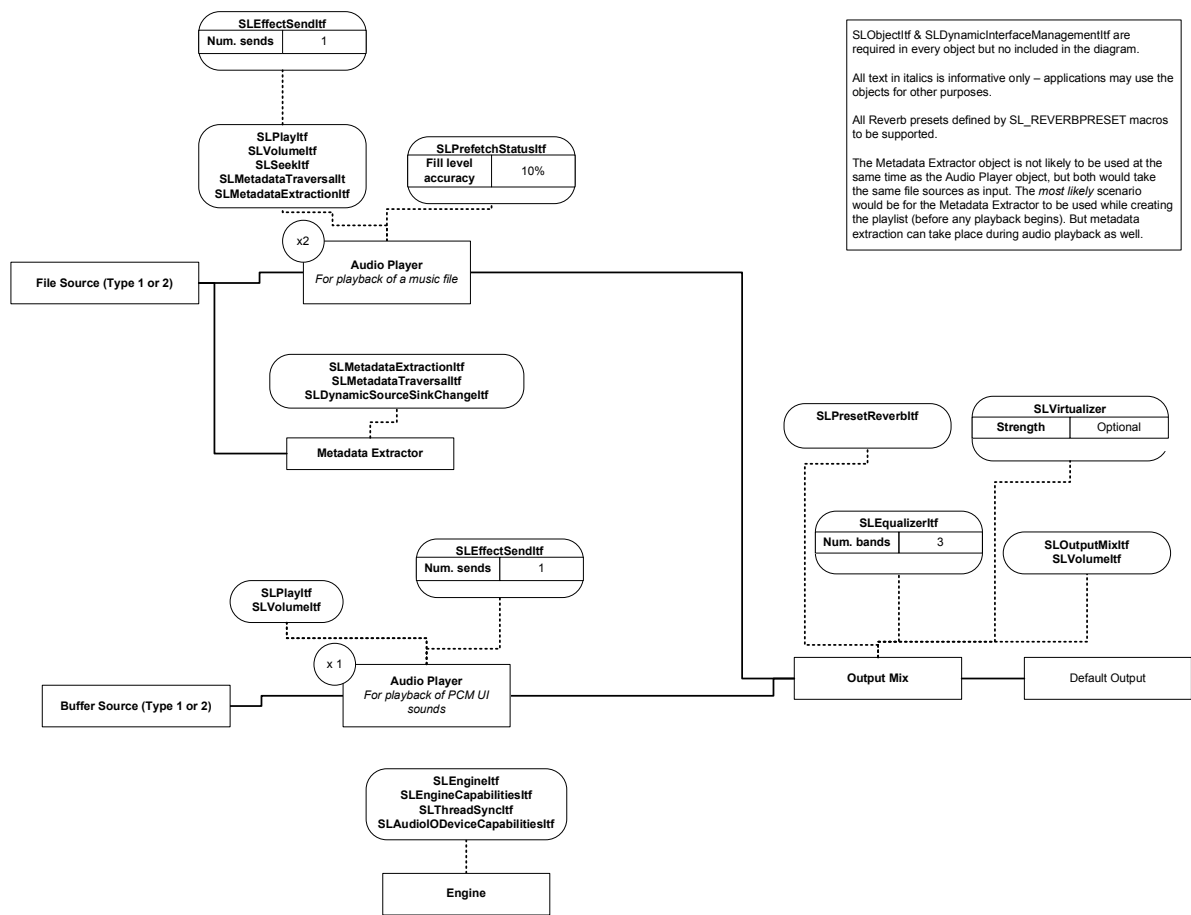 SLEffectSendItf
Num. sends 1
SLPlayItf
SLVolumeItf
SLSeekItf
SLMetadataTraversalIt
SLMetadataExtractionItf
SLPrefetchStatusItf
Fill level
accuracy
10%
x2
Audio Player
For playback of a music file
File Source (Type 1 or 2)
SLMetadataExtractionItf
SLMetadataTraversalItf
SLDynamicSourceSinkChangeItf
Metadata Extractor
SLObjectItf & SLDynamicInterfaceManagementItf are
required in every object but no included in the diagram.
All text in italics is informative only – applications may use the
objects for other purposes.
All Reverb presets defined by SL_REVERBPRESET macros
to be supported.
The Metadata Extractor object is not likely to be used at the
same time as the Audio Player object, but both would take
the same file sources as input. The most likely scenario
would be for the Metadata Extractor to be used while creating
the playlist (before any playback begins). But metadata
extraction can take place during audio playback as well.
SLPresetReverbItf
SLVirtualizer
Strength Optional
SLEqualizerItf
Num. bands 3
SLOutputMixItf
SLVolumeItf
SLEffectSendItf
Num. sends 1
SLPlayItf
SLVolumeItf
x 1
Audio Player
For playback of PCM UI
sounds
Buffer Source (Type 1 or 2)
Output Mix
Default Output
SLEngineItf
SLEngineCapabilitiesItf
SLThreadSyncItf
SLAudioIODeviceCapabilitiesItf
Engine